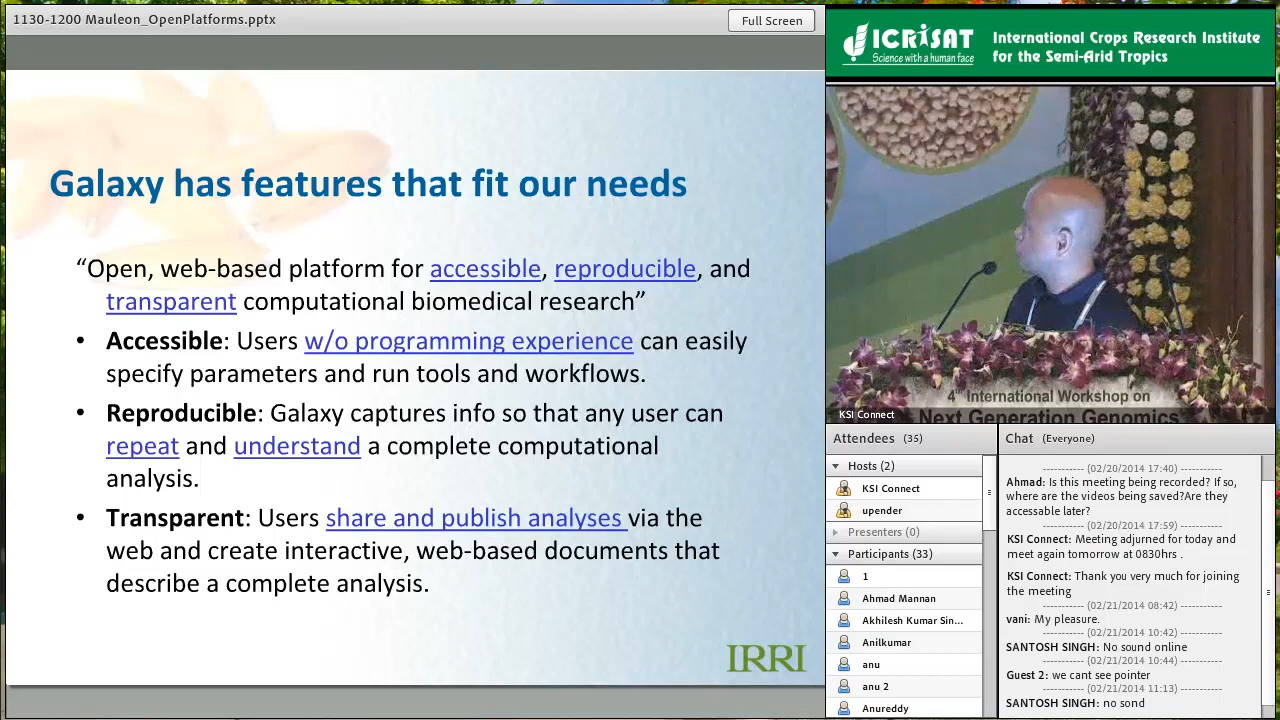 1130-1200 Mauleon_OpenPlatforms.pptx
Full Screen
Galaxy has features that fit our needs
“Open, web-based platform for accessible, reproducible, and
transparent computational biomedical research”
• Accessible: Users w/o programming experience can easily
specify parameters and run tools and workflows.
• Reproducible: Galaxy captures info so that any user can
repeat and understand a complete computational
analysis.
• Transparent: Users share and publish analyses via the
web and create interactive, web-based documents that
describe a complete analysis.
IRRI
ICRISAT
Science with a human face
International Crops Research Institute
for the Semi-Arid Tropics
4th International Workshop on
Next Generation Genomics
KSI Connect
Attendees (35)
Hosts (2)
KSI Connect
upender
Presenters (0)
Participants (33)
1
Ahmad Mannan
Akhilesh Kumar Sin...
Anilkumar
anu
anu 2
Anureddy
Chat (Everyone)
---------- (02/20/2014 17:40) -----------
Ahmad: Is this meeting being recorded? If so,
where are the videos being saved?Are they
accessable later?
---------- (02/20/2014 17:59) -----------
KSI Connect: Meeting adjurned for today and
meet again tomorrow at 0830hrs .
KSI Connect: Thank you very much for joining
the meeting
---------- (02/21/2014 08:42) -----------
vani: My pleasure.
---------- (02/21/2014 10:42) -----------
SANTOSH SINGH: No sound online
---------- (02/21/2014 10:44) -----------
Guest 2: we cant see pointer
---------- (02/21/2014 11:13) -----------
SANTOSH SINGH: no sond